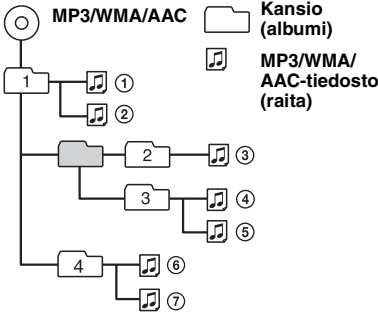 MP3/WMA/AAC
Kansio
(albumi)
MP3/WMA/
AAC-tiedosto
(raita)
1
①
②
2
③
3
④
⑤
4
⑥
⑦